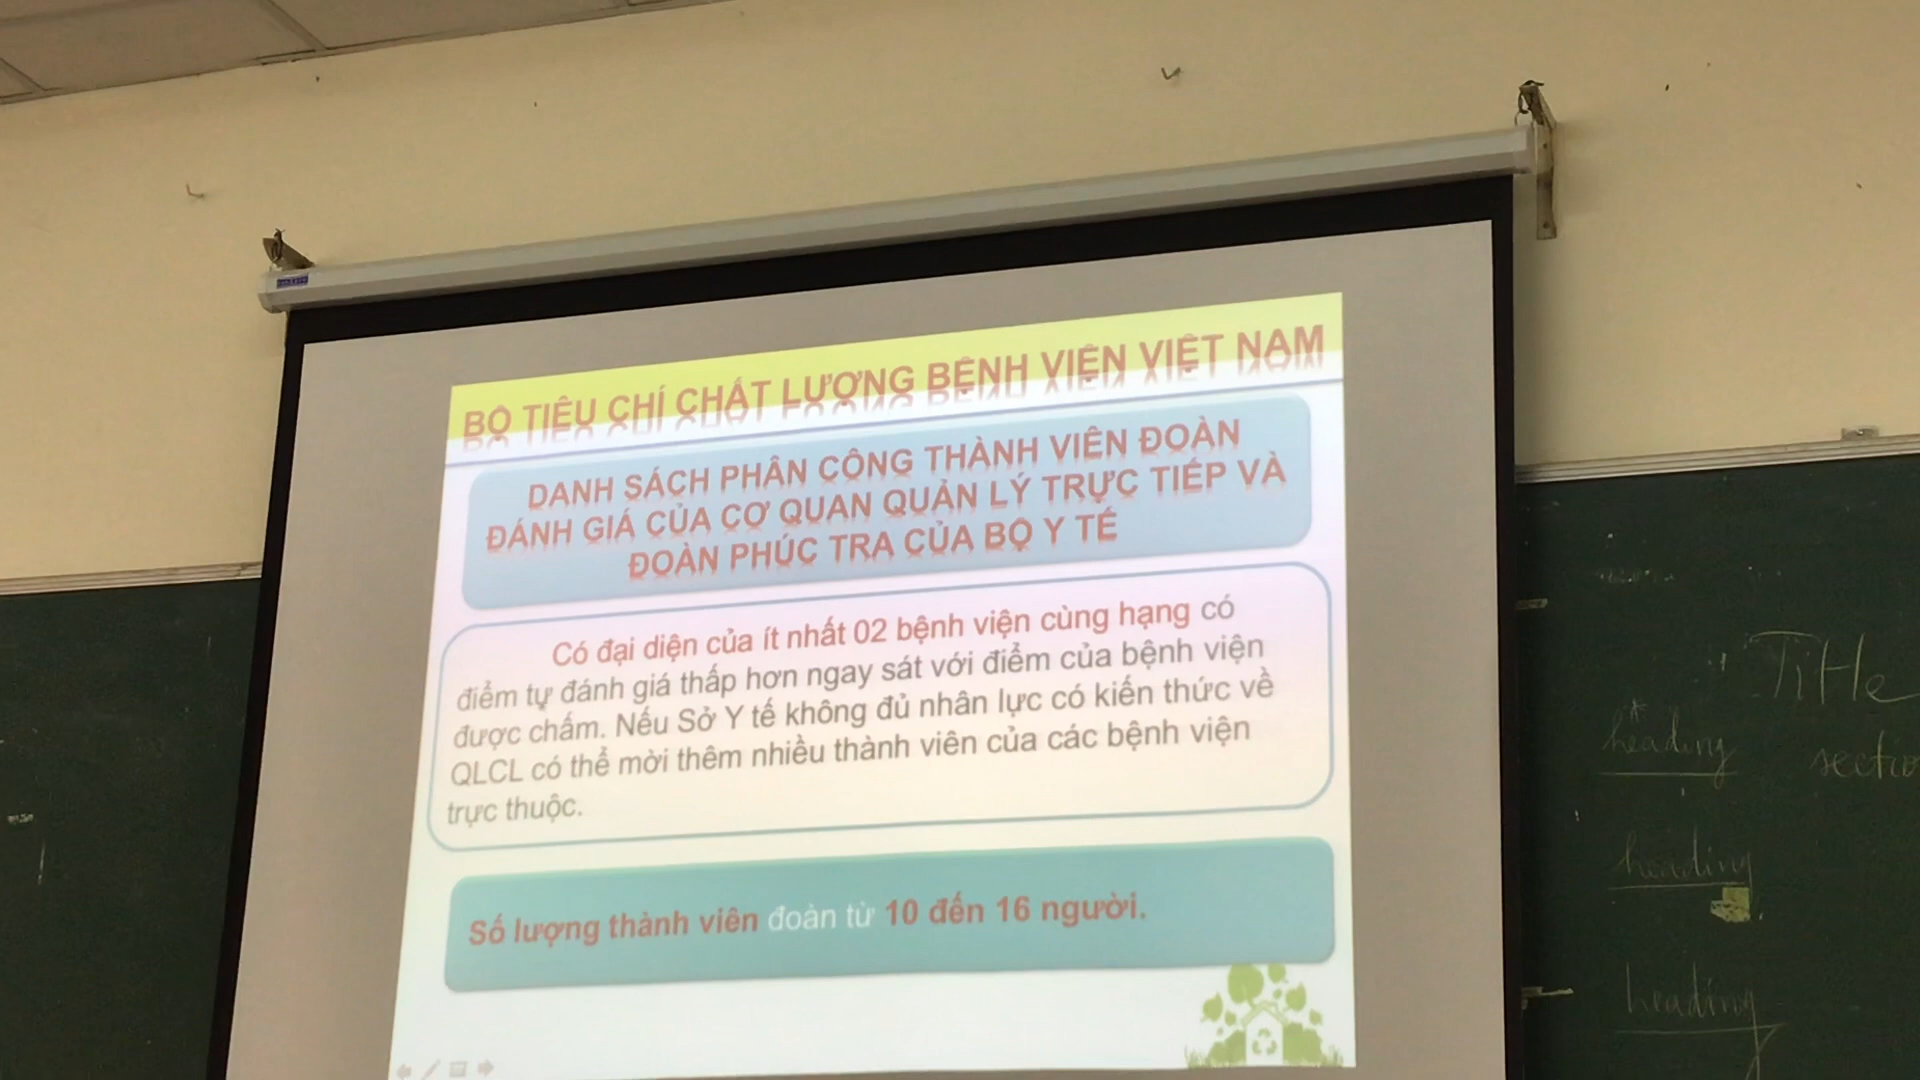 BỘ TIÊU CHÍ CHẤT LƯỢNG BỆNH VIỆN VIỆT NAM
DANH SÁCH PHÂN CÔNG THÀNH VIÊN ĐOÀN
ĐÁNH GIÁ CỦA CƠ QUAN QUẢN LÝ TRỰC TIẾP VÀ
ĐOÀN PHÚC TRA CỦA BỘ Y TẾ
Có đại diện của ít nhất 02 bệnh viện cùng hạng có
điểm tự đánh giá thấp hơn ngay sát với điểm của bệnh viện
được chấm. Nếu Sở Y tế không đủ nhân lực có kiến thức về
QLCL có thể mời thêm nhiều thành viên của các bệnh viện
trực thuộc.
Số lượng thành viên đoàn từ 10 đến 16 người.
Title
heading
sectio
heading
heading